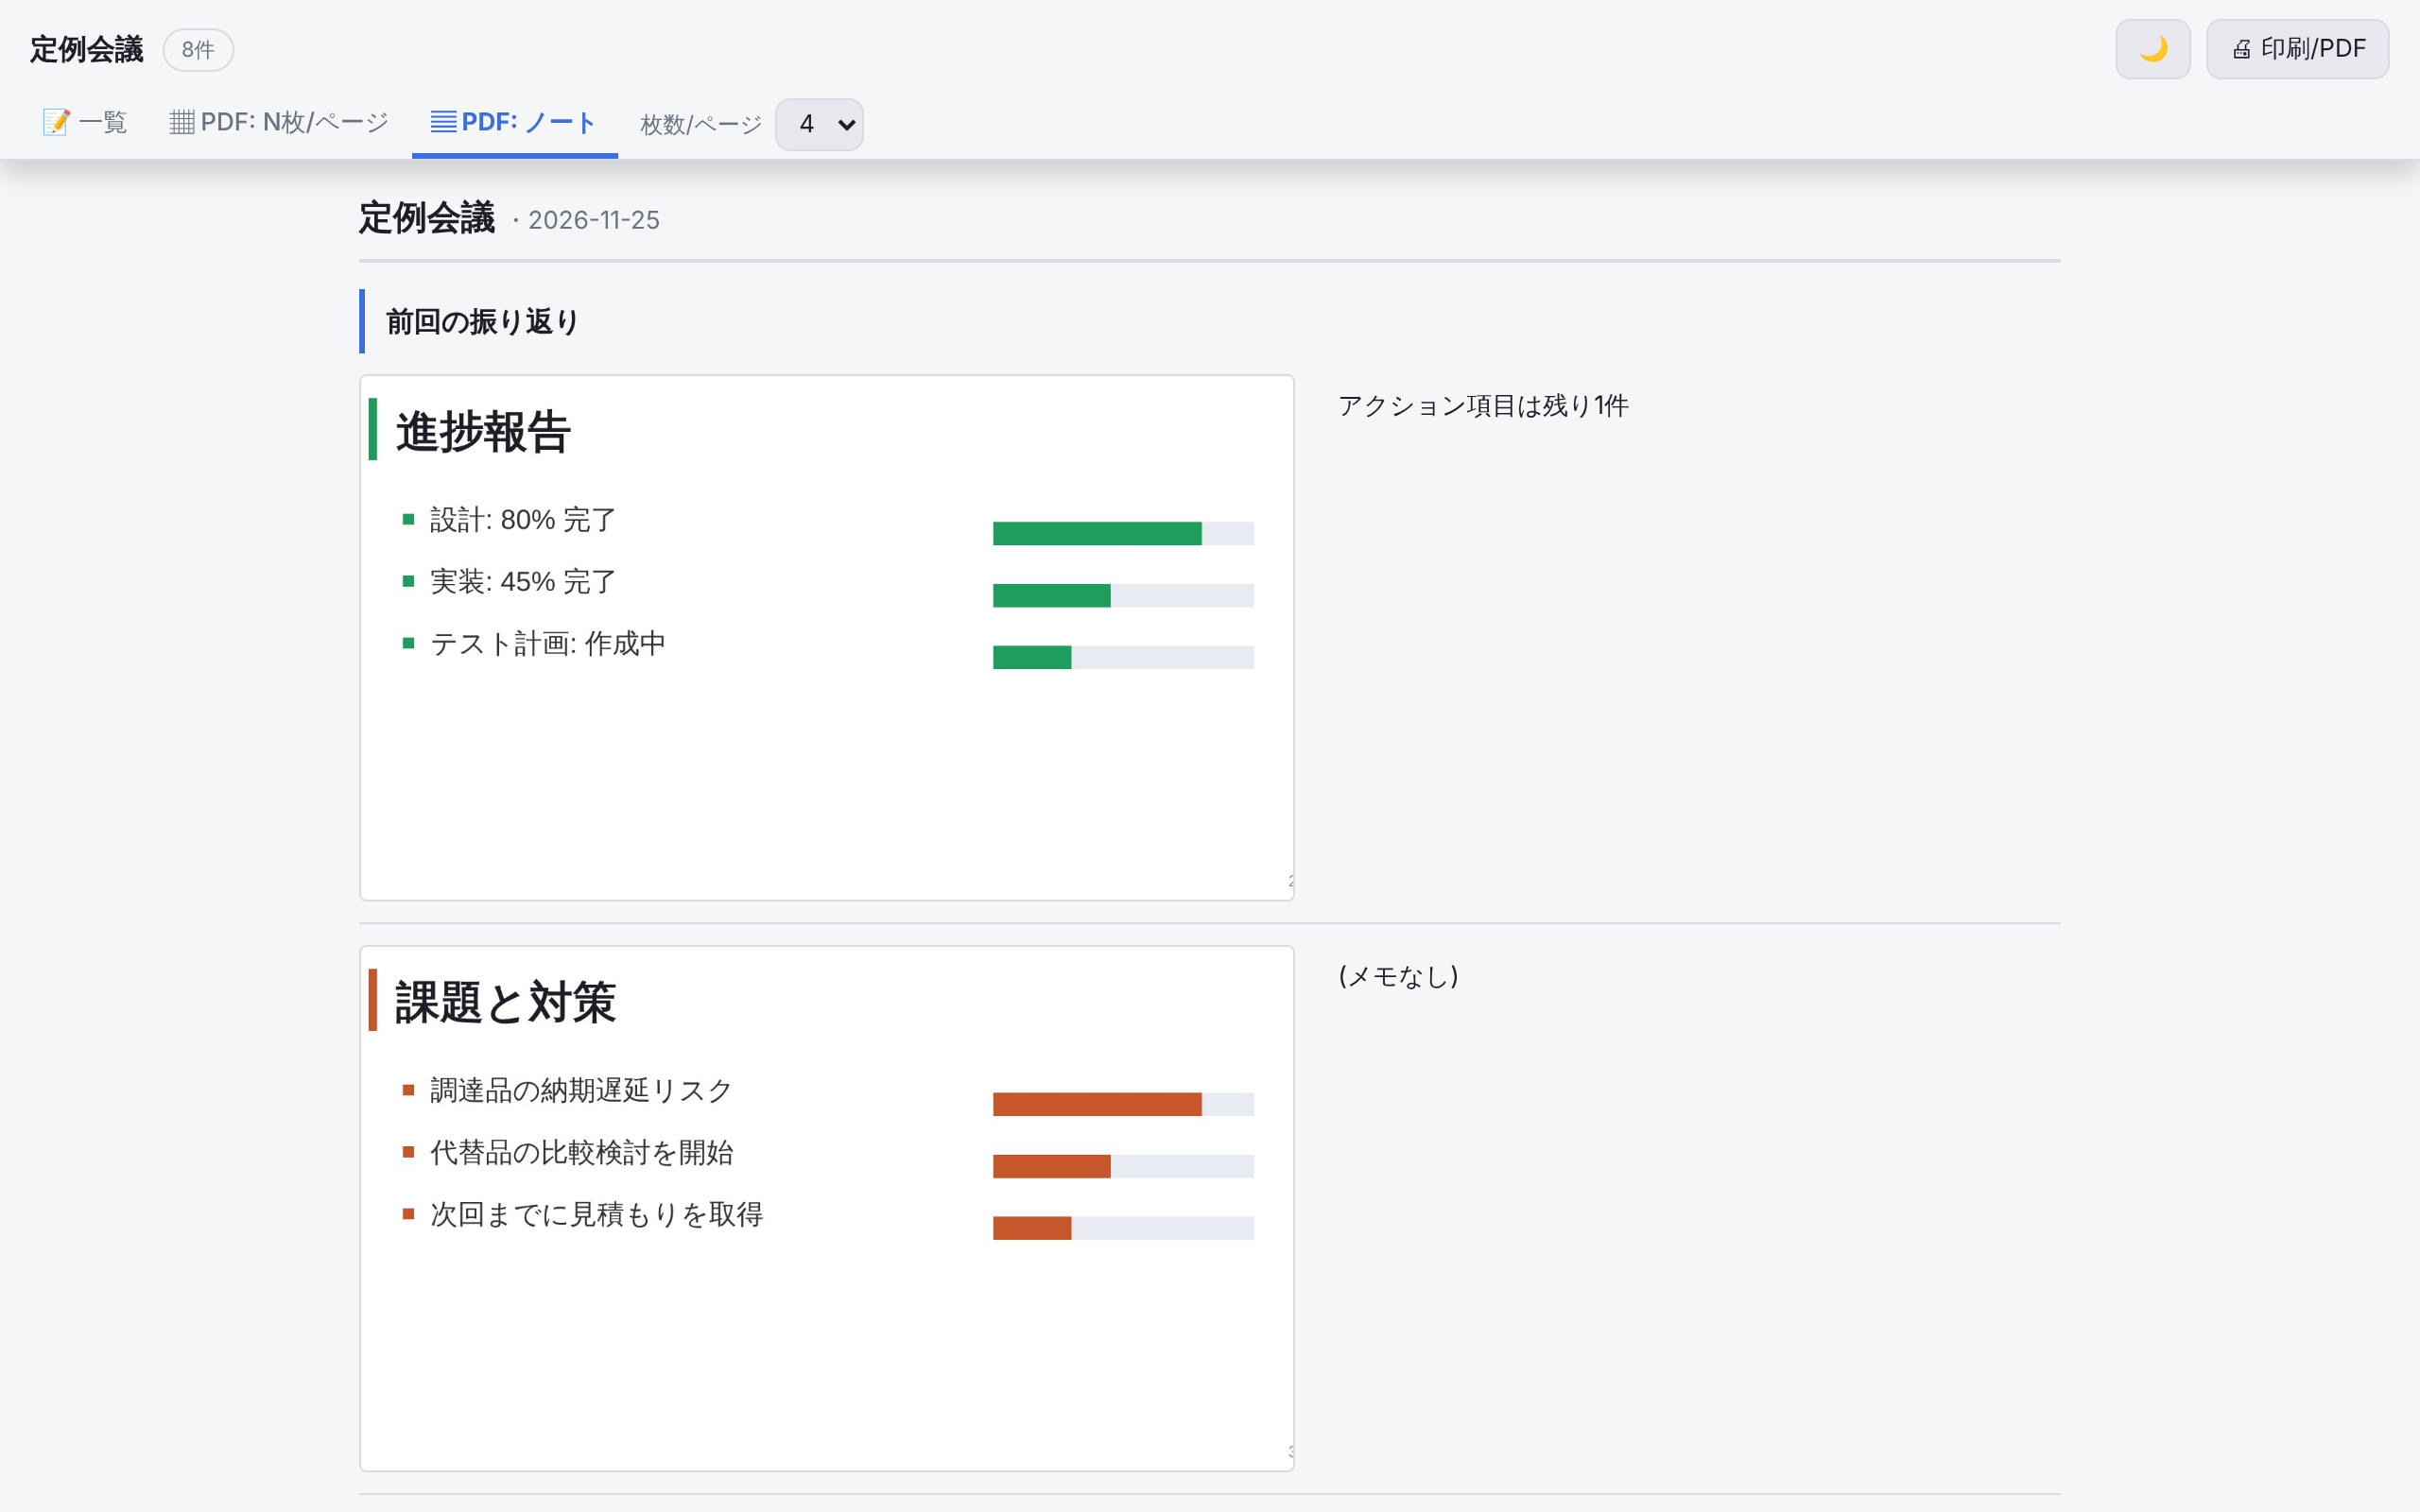 定例会議 8件
🌙 🖨 印刷/PDF
📝 一覧 ▦ PDF: N枚/ページ ▤ PDF: ノート 枚数/ページ 4
定例会議 · 2026-11-25
前回の振り返り
進捗報告
アクション項目は残り1件
■ 設計: 80% 完了
■ 実装: 45% 完了
■ テスト計画: 作成中
課題と対策
(メモなし)
■ 調達品の納期遅延リスク
■ 代替品の比較検討を開始
■ 次回までに見積もりを取得